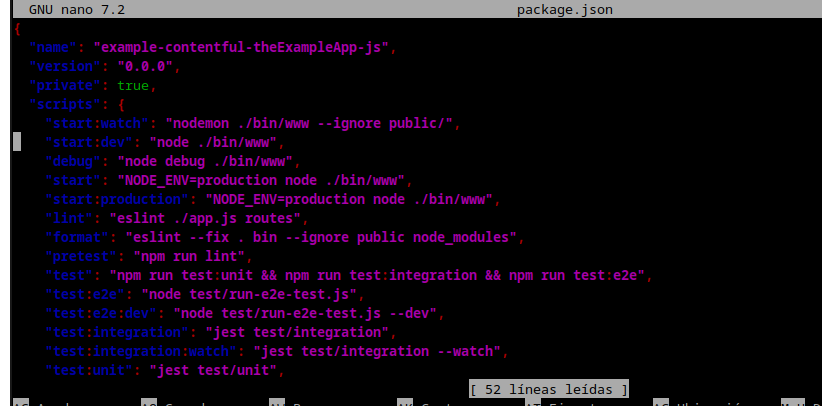 GNU nano 7.2 package.json
{
  "name": "example-contentful-theExampleApp-js",
  "version": "0.0.0",
  "private": true,
  "scripts": {
    "start:watch": "nodemon ./bin/www --ignore public/",
    "start:dev": "node ./bin/www",
    "debug": "node debug ./bin/www",
    "start": "NODE_ENV=production node ./bin/www",
    "start:production": "NODE_ENV=production node ./bin/www",
    "lint": "eslint ./app.js routes",
    "format": "eslint --fix . bin --ignore public node_modules",
    "pretest": "npm run lint",
    "test": "npm run test:unit && npm run test:integration && npm run test:e2e",
    "test:e2e": "node test/run-e2e-test.js",
    "test:e2e:dev": "node test/run-e2e-test.js --dev",
    "test:integration": "jest test/integration",
    "test:integration:watch": "jest test/integration --watch",
    "test:unit": "jest test/unit",
[ 52 líneas leídas ]